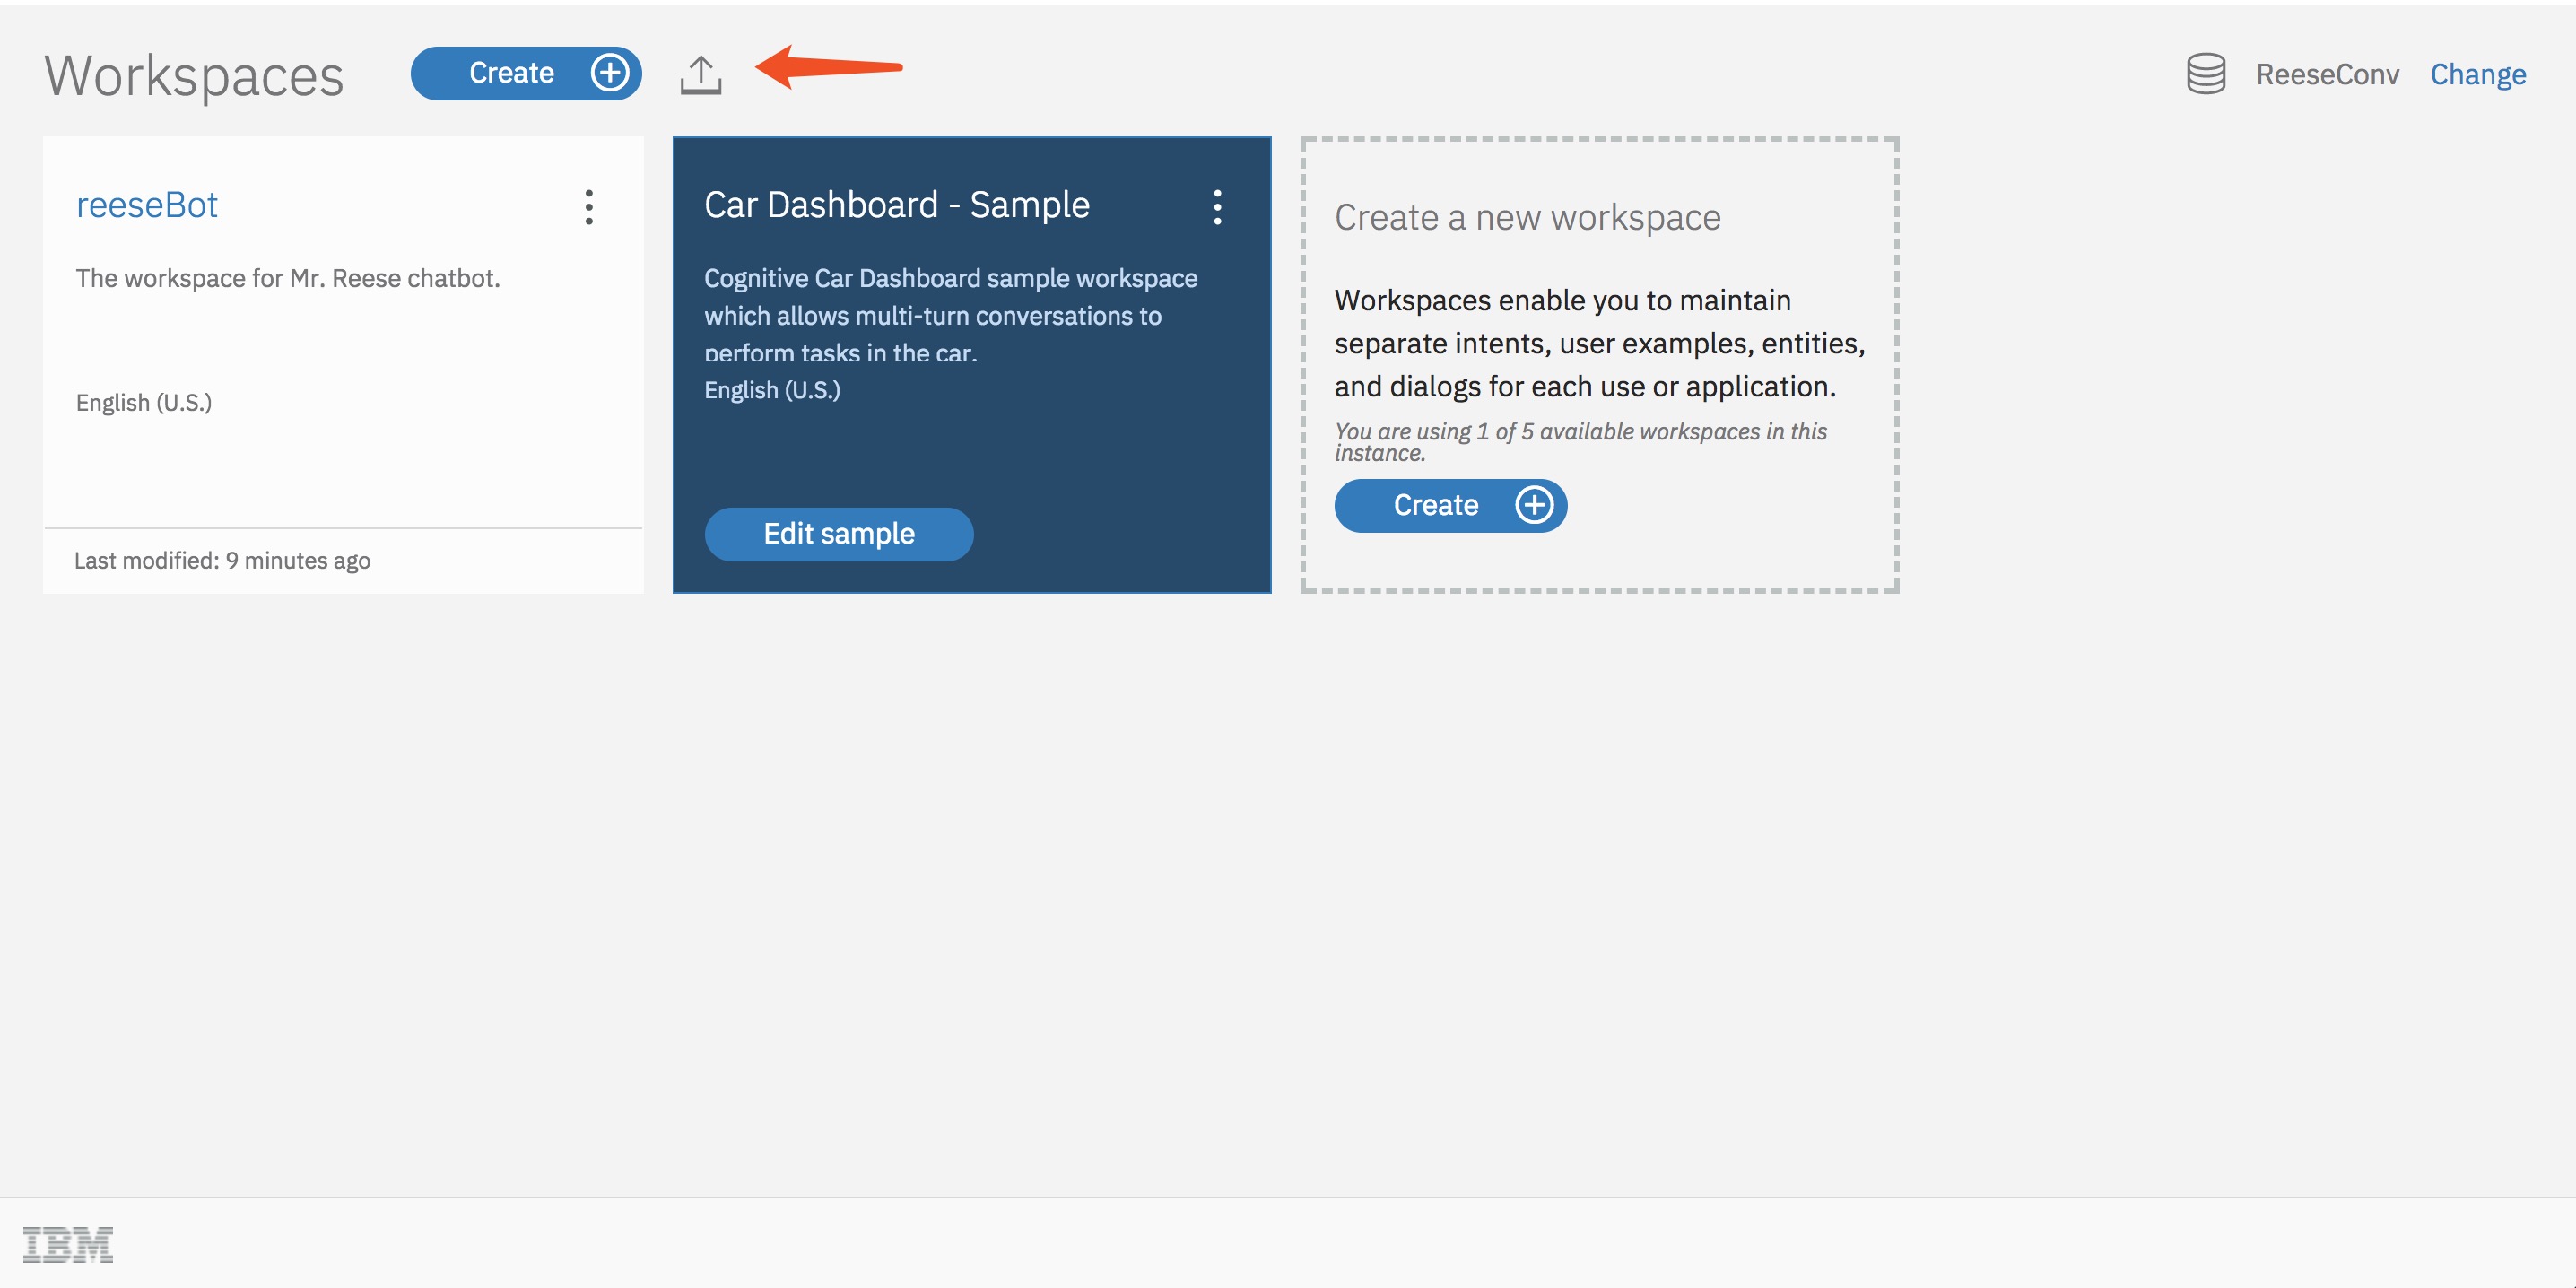 Workspaces
Create
ReeseConv
Change
reeseBot
The workspace for Mr. Reese chatbot.
English (U.S.)
Last modified: 9 minutes ago
Car Dashboard - Sample
Cognitive Car Dashboard sample workspace
which allows multi-turn conversations to
perform tasks in the car.
English (U.S.)
Edit sample
Create a new workspace
Workspaces enable you to maintain
separate intents, user examples, entities,
and dialogs for each use or application.
You are using 1 of 5 available workspaces in this
instance.
Create
IBM